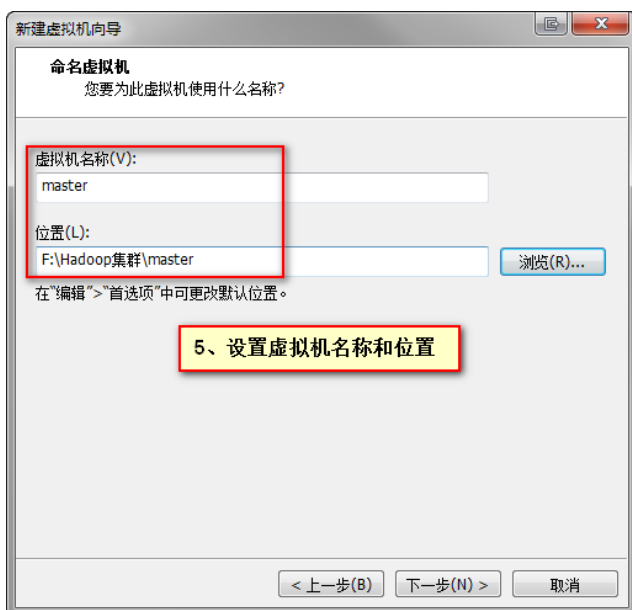 新建虚拟机向导
命名虚拟机
您要为此虚拟机使用什么名称?
虚拟机名称(V):
master
位置(L):
F:\Hadoop集群\master
浏览(R)...
在"编辑">"首选项"中可更改默认位置。
5、设置虚拟机名称和位置
< 上一步(B) 下一步(N) > 取消